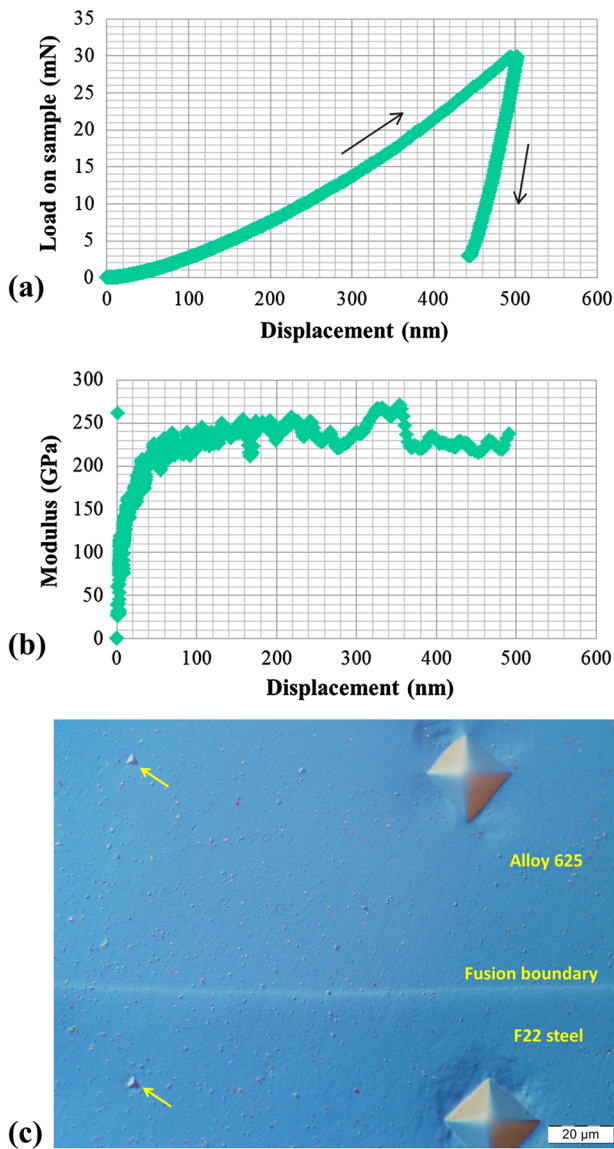 35
30
25
20
15
10
5
0
Load on sample (mN)
0 100 200 300 400 500 600
Displacement (nm)
(a)
300
250
200
150
100
50
0
Modulus (GPa)
0 100 200 300 400 500 600
Displacement (nm)
(b)
Alloy 625
Fusion boundary
F22 steel
20 µm
(c)